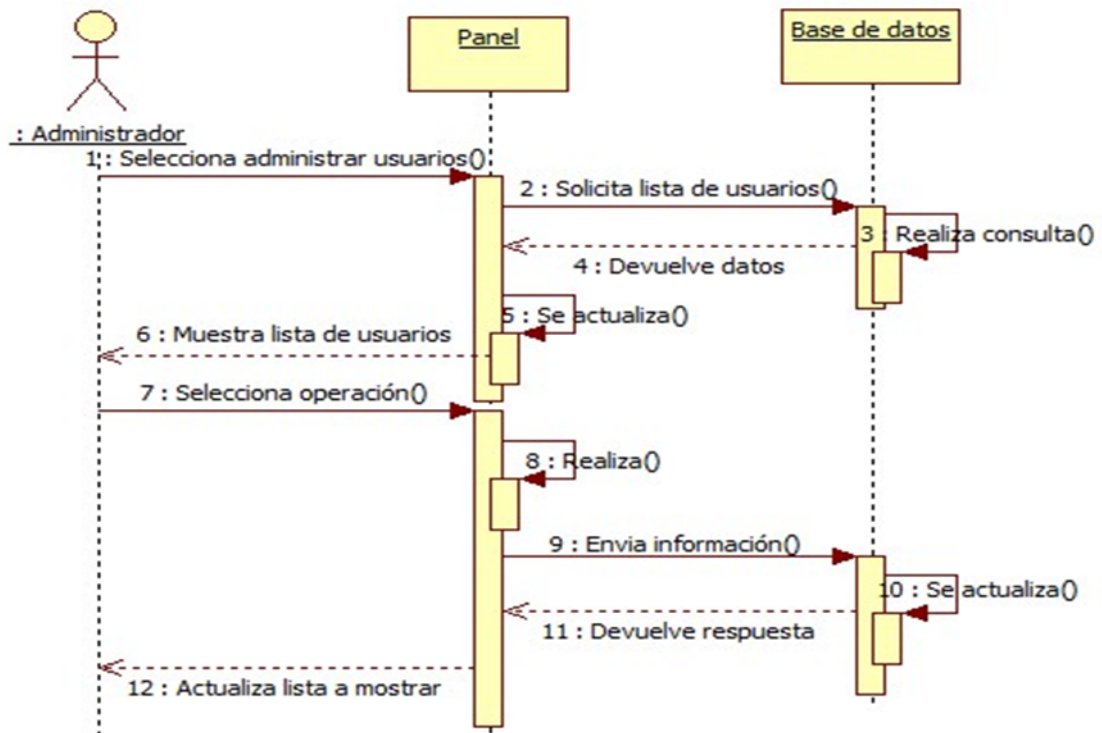 Panel
Base de datos
: Administrador
1 : Selecciona administrar usuarios()
2 : Solicita lista de usuarios()
3 : Realiza consulta()
4 : Devuelve datos
5 : Se actualiza()
6 : Muestra lista de usuarios
7 : Selecciona operación()
8 : Realiza()
9 : Envia información()
10 : Se actualiza()
11 : Devuelve respuesta
12 : Actualiza lista a mostrar